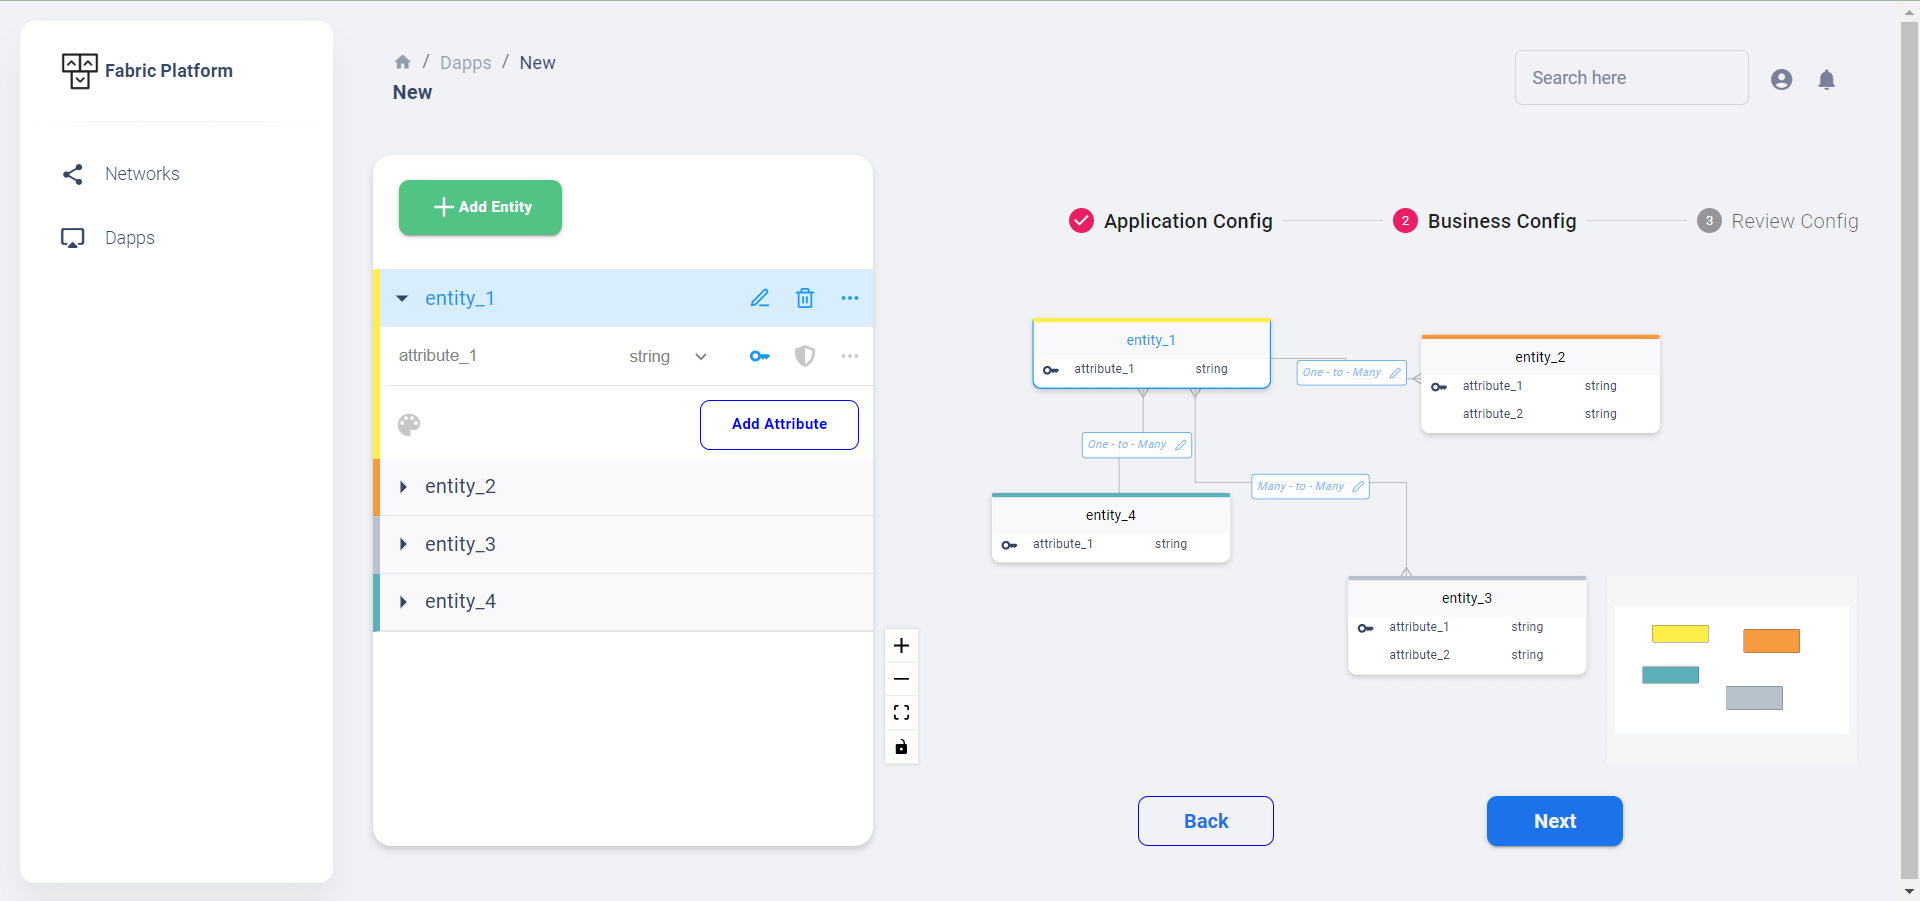 Fabric Platform
Networks
Dapps
/ Dapps / New
New
Search here
Add Entity
entity_1
attribute_1 string
Add Attribute
entity_2
entity_3
entity_4
Application Config
2 Business Config
3 Review Config
entity_1
attribute_1 string
One - to - Many
entity_2
attribute_1 string
attribute_2 string
One - to - Many
Many - to - Many
entity_4
attribute_1 string
entity_3
attribute_1 string
attribute_2 string
Back
Next